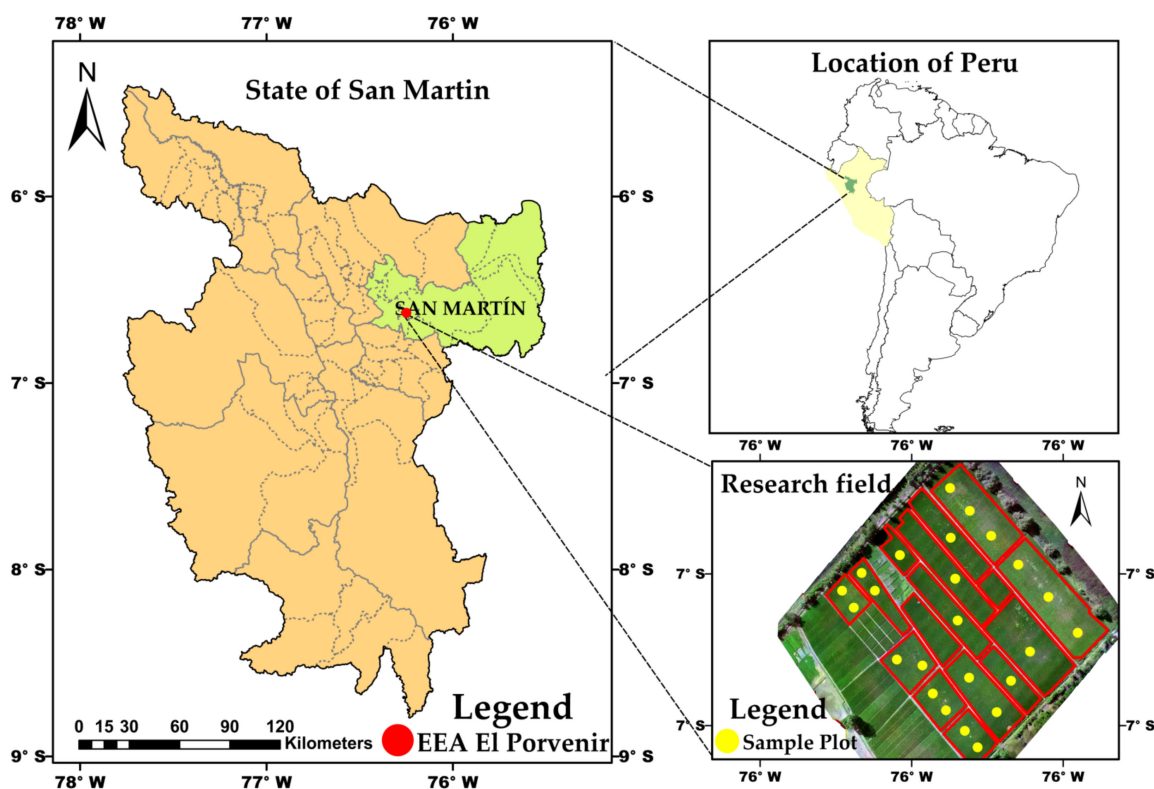 78° W 77° W 76° W
N
State of San Martin
6° S
6° S
SAN MARTÍN
7° S
7° S
8° S
8° S
9° S
9° S
0 15 30 60 90 120
Kilometers
Legend
EEA El Porvenir
78° W 77° W 76° W
Location of Peru
76° W 76° W 76° W
Research field
N
7° S
7° S
7° S
7° S
Legend
Sample Plot
76° W 76° W 76° W